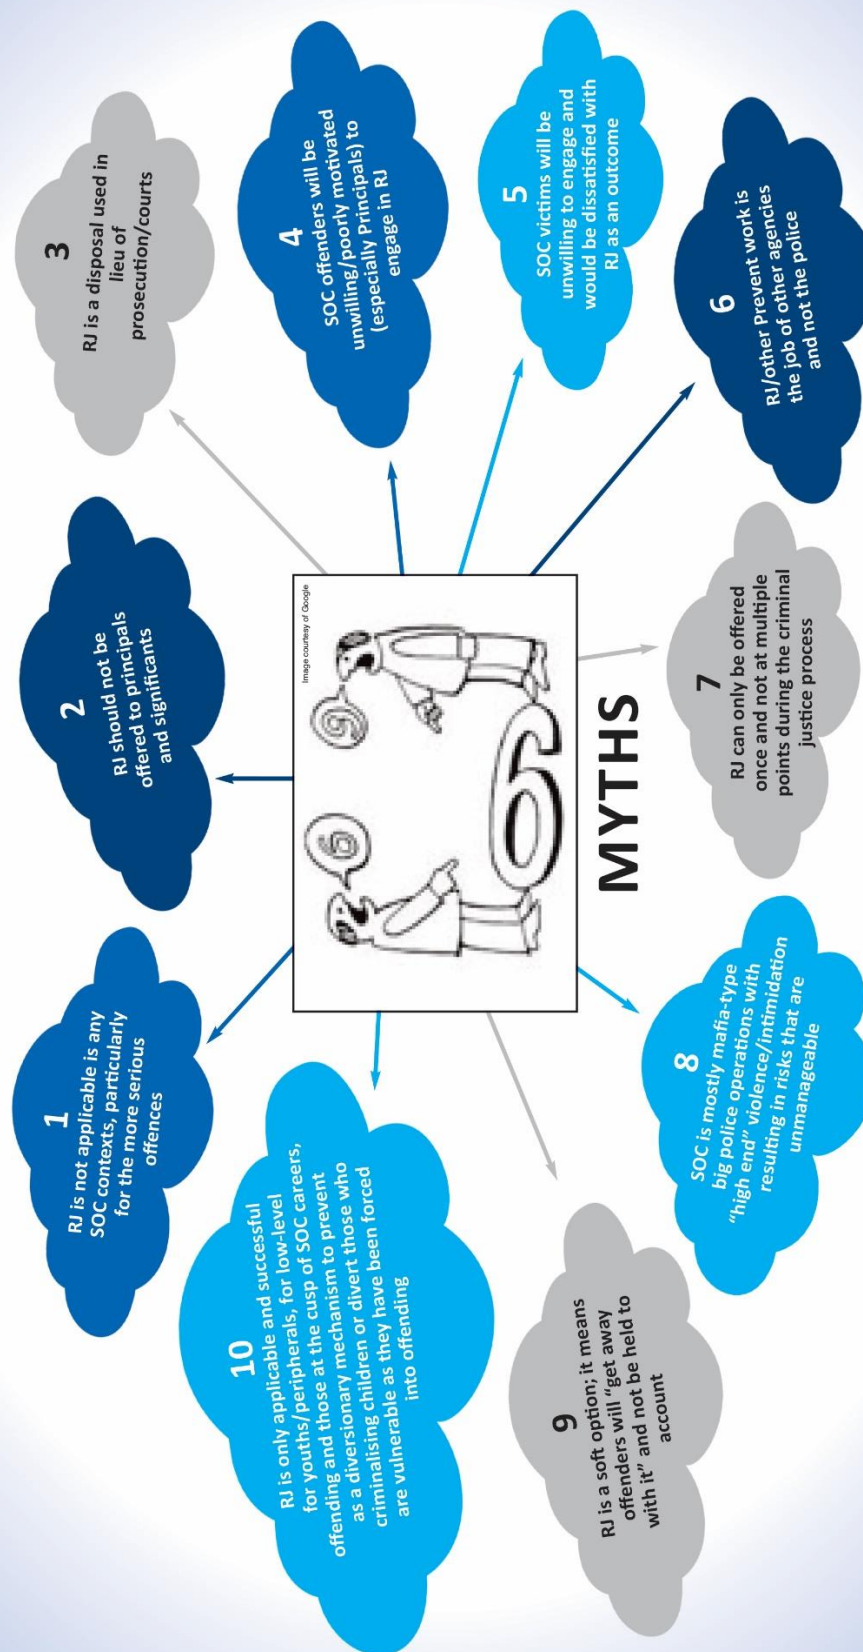 1
RJ is not applicable is any
SOC contexts, particularly
for the more serious
offences
2
RJ should not be
offered to principals
and significants
3
RJ is a disposal used in
lieu of
prosecution/courts
4
SOC offenders will be
unwilling/poorly motivated
(especially Principals) to
engage in RJ
5
SOC victims will be
unwilling to engage and
would be dissatisfied with
RJ as an outcome
6
RJ/other Prevent work is
the job of other agencies
and not the police
7
RJ can only be offered
once and not at multiple
points during the criminal
justice process
8
SOC is mostly mafia-type
big police operations with
“high end” violence/intimidation
resulting in risks that are
unmanageable
9
RJ is a soft option; it means
offenders will “get away
with it” and not be held to
account
10
RJ is only applicable and successful
for youths/peripherals, for low-level
offending and those at the cusp of SOC careers,
as a diversionary mechanism to prevent
criminalising children or divert those who
are vulnerable as they have been forced
into offending
Image courtesy of Google
6
9
6
MYTHS